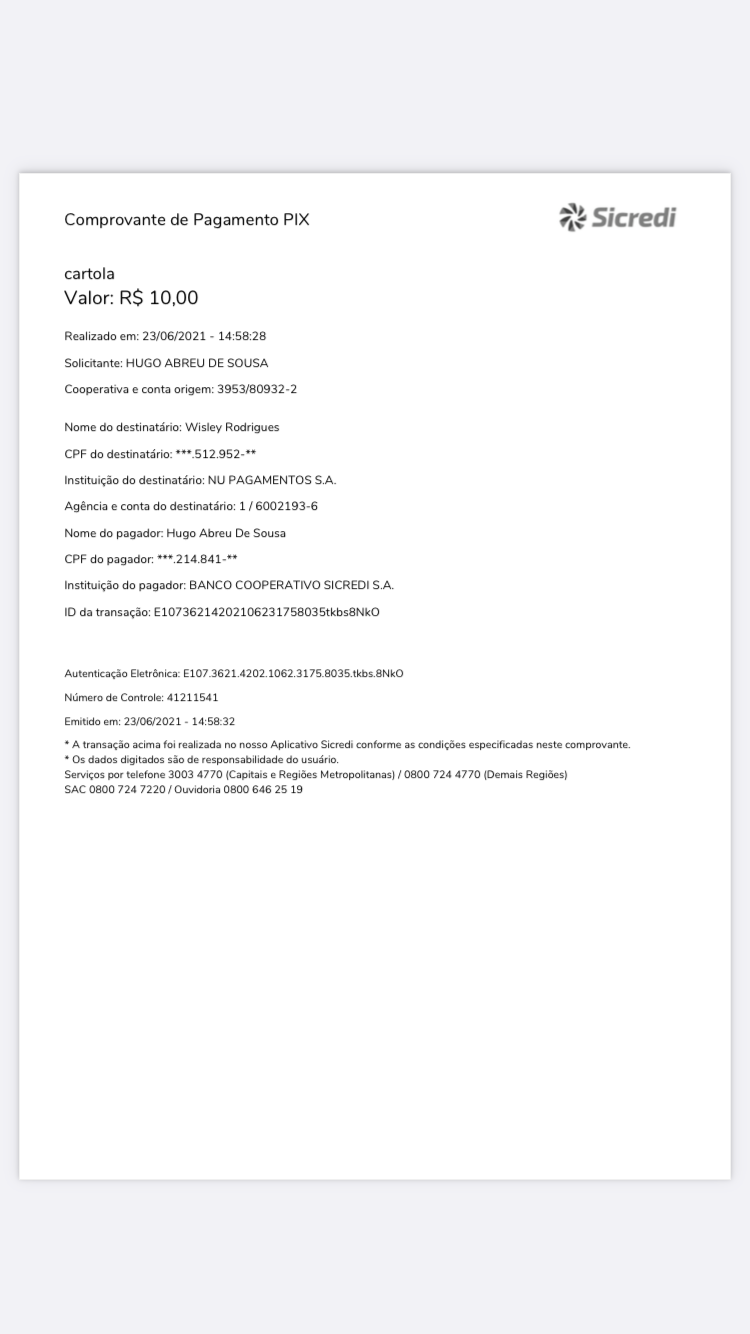 Comprovante de Pagamento PIX
Sicredi
cartola
Valor: R$ 10,00
Realizado em: 23/06/2021 - 14:58:28
Solicitante: HUGO ABREU DE SOUSA
Cooperativa e conta origem: 3953/80932-2
Nome do destinatário: Wisley Rodrigues
CPF do destinatário: ***.512.952-**
Instituição do destinatário: NU PAGAMENTOS S.A.
Agência e conta do destinatário: 1 / 6002193-6
Nome do pagador: Hugo Abreu De Sousa
CPF do pagador: ***.214.841-**
Instituição do pagador: BANCO COOPERATIVO SICREDI S.A.
ID da transação: E10736214202106231758035tkbs8NkO
Autenticação Eletrônica: E107.3621.4202.1062.3175.8035.tkbs.8NkO
Número de Controle: 41211541
Emitido em: 23/06/2021 - 14:58:32
* A transação acima foi realizada no nosso Aplicativo Sicredi conforme as condições especificadas neste comprovante.
* Os dados digitados são de responsabilidade do usuário.
Serviços por telefone 3003 4770 (Capitais e Regiões Metropolitanas) / 0800 724 4770 (Demais Regiões)
SAC 0800 724 7220 / Ouvidoria 0800 646 25 19